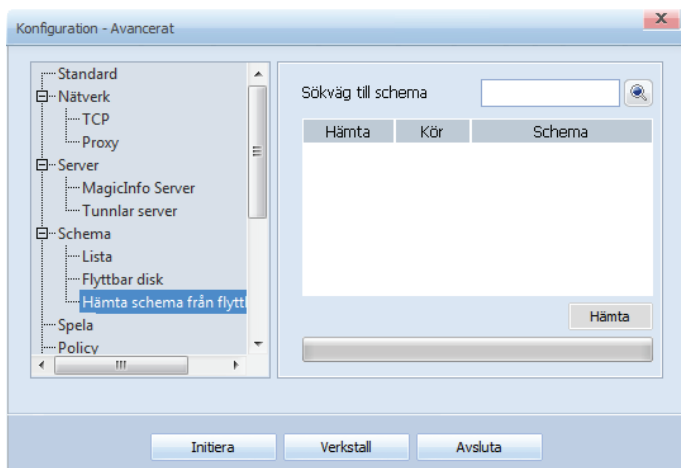 Konfiguration - Avancerat
Standard
Nätverk
TCP
Proxy
Server
MagicInfo Server
Tunnlar server
Schema
Lista
Flyttbar disk
Hämta schema från flytt
Spela
Policy
Sökväg till schema
Hämta Kör Schema
Hämta
Initiera Verkstall Avsluta